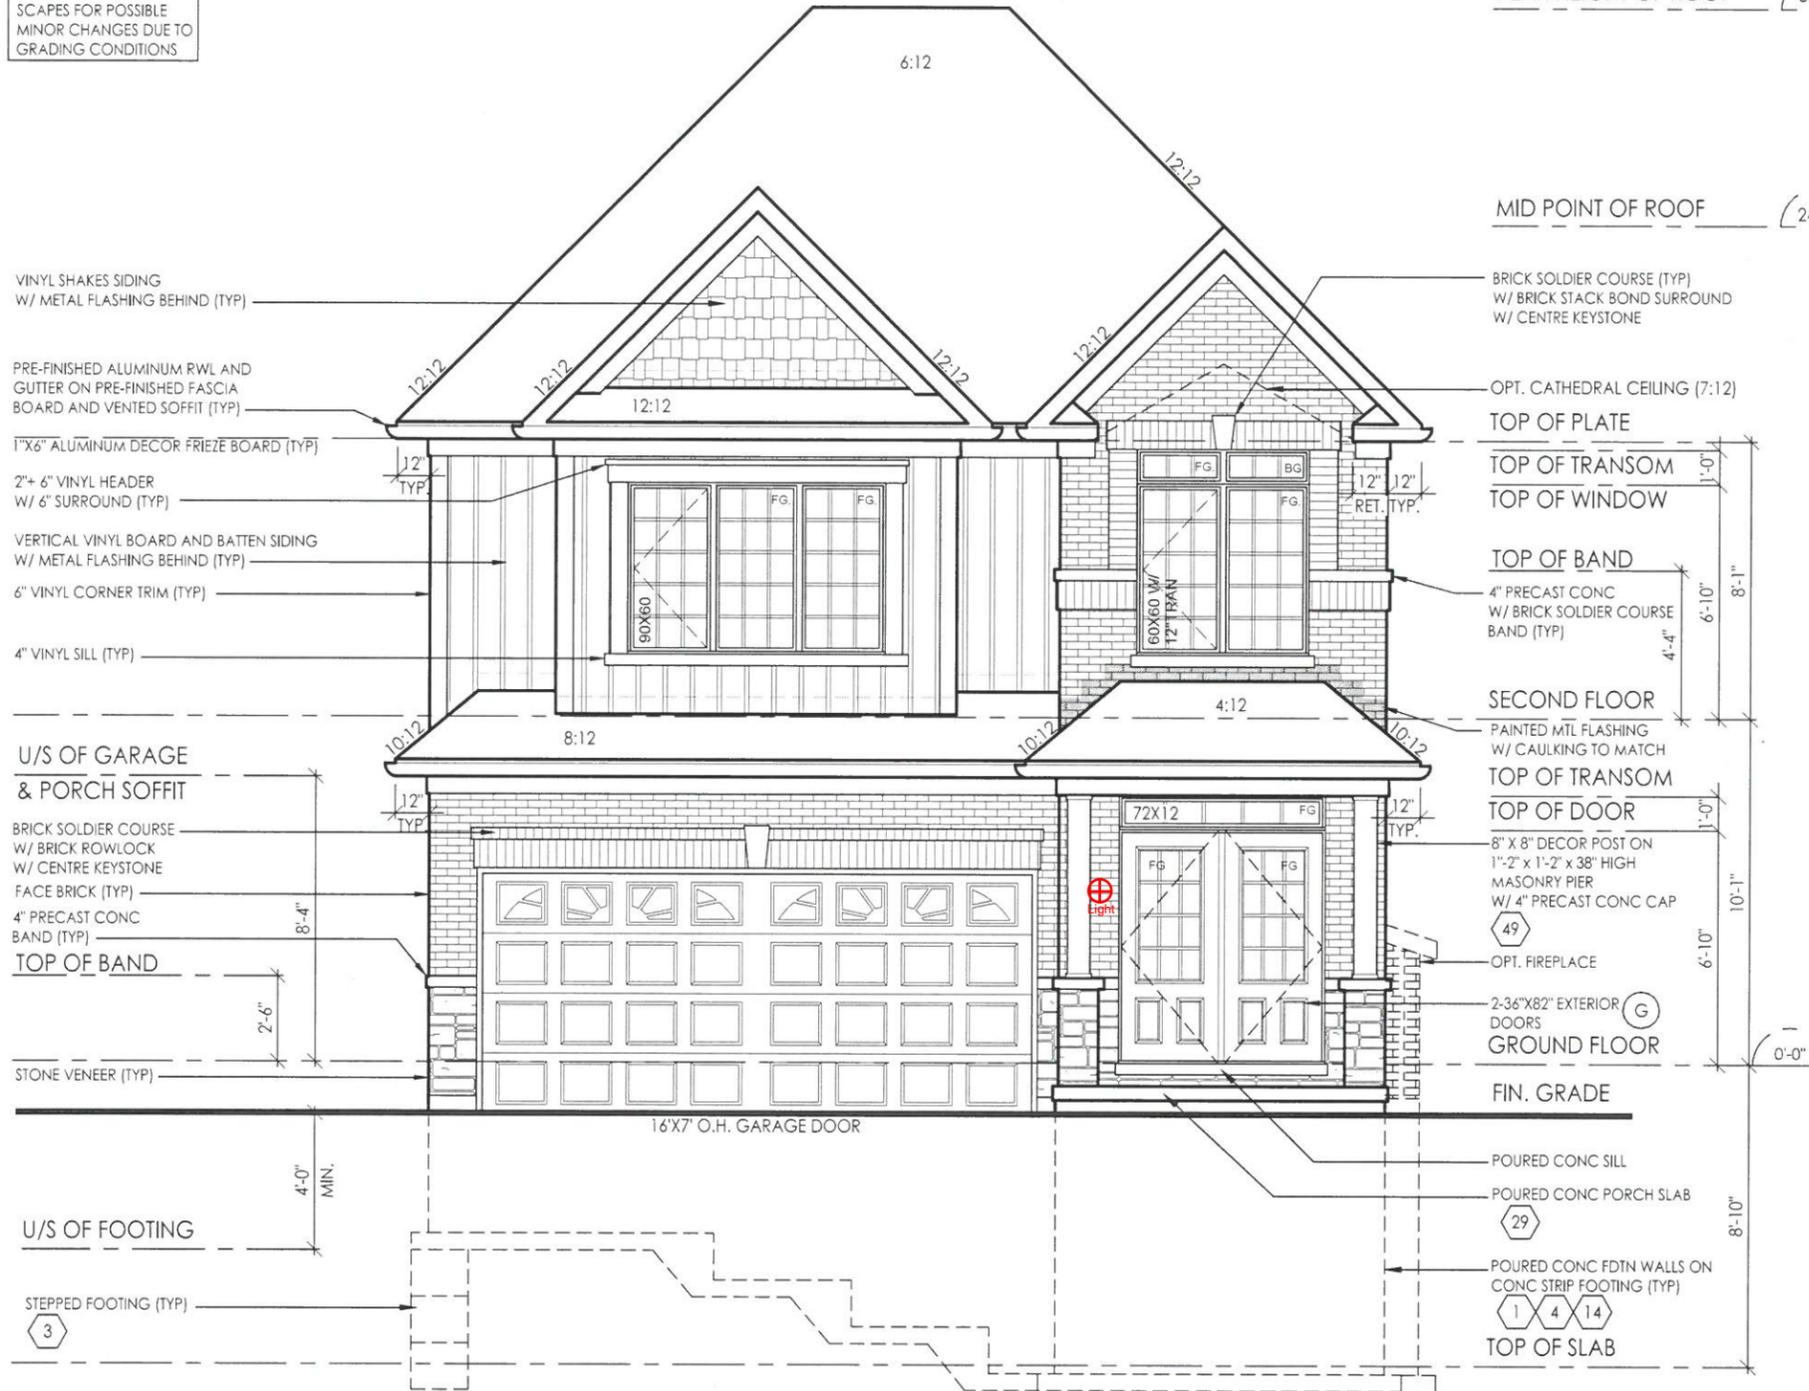 SCAPES FOR POSSIBLE
MINOR CHANGES DUE TO
GRADING CONDITIONS
6:12
12:12
MID POINT OF ROOF
VINYL SHAKES SIDING
W/ METAL FLASHING BEHIND (TYP)
BRICK SOLDIER COURSE (TYP)
W/ BRICK STACK BOND SURROUND
W/ CENTRE KEYSTONE
12:12
12:12
12:12
12:12
PRE-FINISHED ALUMINUM RWL AND
GUTTER ON PRE-FINISHED FASCIA
BOARD AND VENTED SOFFIT (TYP)
12:12
OPT. CATHEDRAL CEILING (7:12)
TOP OF PLATE
1"X6" ALUMINUM DECOR FRIEZE BOARD (TYP)
12"
TYP.
FG.
BG
TOP OF TRANSOM
1'-0"
2"+ 6" VINYL HEADER
W/ 6" SURROUND (TYP)
FG.
FG.
FG.
12"
12"
RET.
TYP.
TOP OF WINDOW
VERTICAL VINYL BOARD AND BATTEN SIDING
W/ METAL FLASHING BEHIND (TYP)
TOP OF BAND
6" VINYL CORNER TRIM (TYP)
90X60
60X60 W/
12" TRAN
4" PRECAST CONC
W/ BRICK SOLDIER COURSE
BAND (TYP)
4'-4"
6'-10"
8'-1"
4" VINYL SILL (TYP)
SECOND FLOOR
4:12
PAINTED MTL FLASHING
W/ CAULKING TO MATCH
10:12
8:12
10:12
10:12
U/S OF GARAGE
& PORCH SOFFIT
TOP OF TRANSOM
12"
TYP
72X12
FG
12"
TYP.
TOP OF DOOR
1'-0"
BRICK SOLDIER COURSE
W/ BRICK ROWLOCK
W/ CENTRE KEYSTONE
8" X 8" DECOR POST ON
1'-2" x 1'-2" x 38" HIGH
MASONRY PIER
W/ 4" PRECAST CONC CAP
49
FG
FG
FACE BRICK (TYP)
Light
4" PRECAST CONC
BAND (TYP)
8'-4"
10'-1"
6'-10"
TOP OF BAND
OPT. FIREPLACE
2'-6"
2-36"X82" EXTERIOR
DOORS
G
GROUND FLOOR
0'-0"
STONE VENEER (TYP)
FIN. GRADE
16'X7' O.H. GARAGE DOOR
4'-0"
MIN.
POURED CONC SILL
POURED CONC PORCH SLAB
29
U/S OF FOOTING
8'-10"
POURED CONC FDTN WALLS ON
CONC STRIP FOOTING (TYP)
1 4 14
STEPPED FOOTING (TYP)
3
TOP OF SLAB